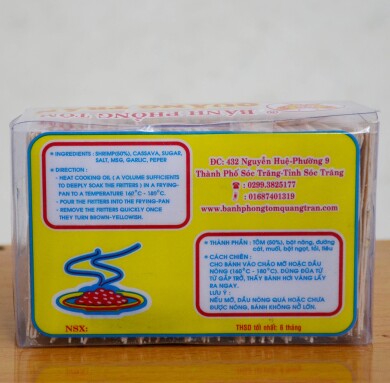 BÁNH PHỒNG TÔM
QUẢNG TRÂN
• INGREDIENTS : SHRIMP(50%), CASSAVA, SUGAR,
SALT, MSG, GARLIC, PEPER
• DIRECTION :
- HEAT COOKING OIL ( A VOLUME SUFFICIENTS
TO DEEPLY SOAK THE FRITTERS ) IN A FRYING-
PAN TO A TEMPERATURE 160°C - 180°C.
- POUR THE FRITTERS INTO THE FRYING-PAN
- REMOVE THE FRITTERS QUICKLY ONCE
THEY TURN BROWN-YELLOWISH.
ĐC: 432 Nguyễn Huệ-Phường 9
Thành Phố Sóc Trăng-Tỉnh Sóc Trăng
: 0299.3825177
: 01687401319
www.banhphongtomquangtran.com
• THÀNH PHẦN : TÔM (50%), bột năng, đường
cát, muối, bột ngọt, tỏi, tiêu
• CÁCH CHIÊN :
CHO BÁNH VÀO CHẢO MỠ HOẶC DẦU
NÓNG (160°C - 180°C). DÙNG ĐŨA TỪ
TỪ GẮP TRỞ, THẤY BÁNH HƠI VÀNG LẤY
RA NGAY.
LƯU Ý :
NẾU MỠ, DẦU NÓNG QUÁ HOẶC CHƯA
ĐƯỢC NÓNG, BÁNH KHÔNG NỞ LỚN.
NSX:
THSD tốt nhất: 6 tháng